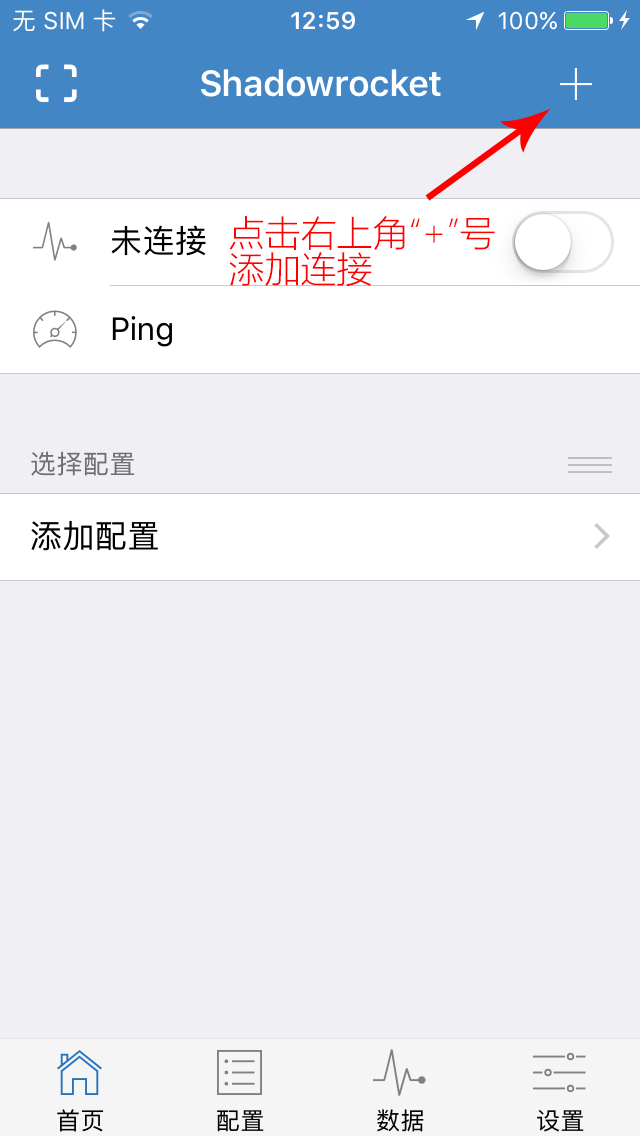 无 SIM 卡 12:59 100%
Shadowrocket
未连接
点击右上角“+”号
添加连接
Ping
选择配置
添加配置
首页 配置 数据 设置